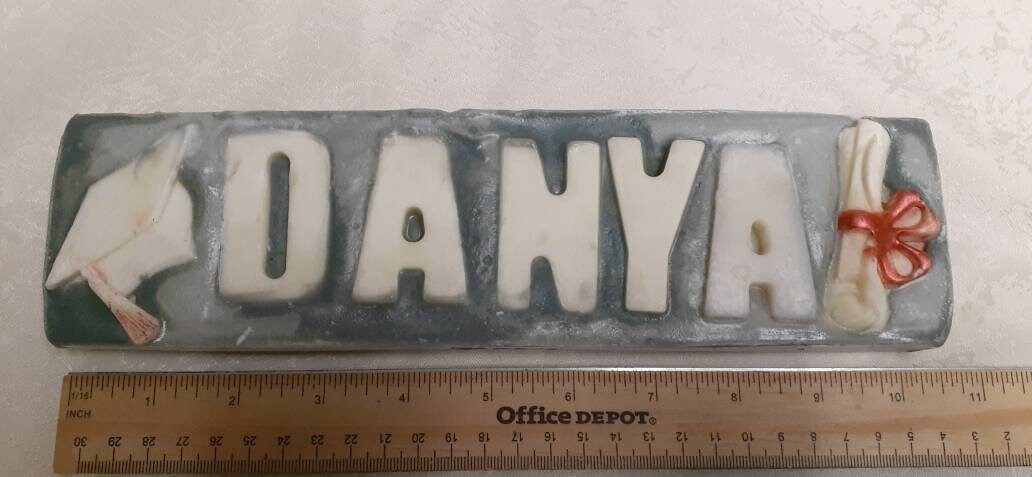 DANYA
1/16 1 2 3 4 5 6 7 8 9 10 11
INCH
Office DEPOT®
30 29 28 27 26 25 24 23 22 21 20 19 18 17 16 15 14 13 12 11 10 9 8 7 6 5 4 3 2